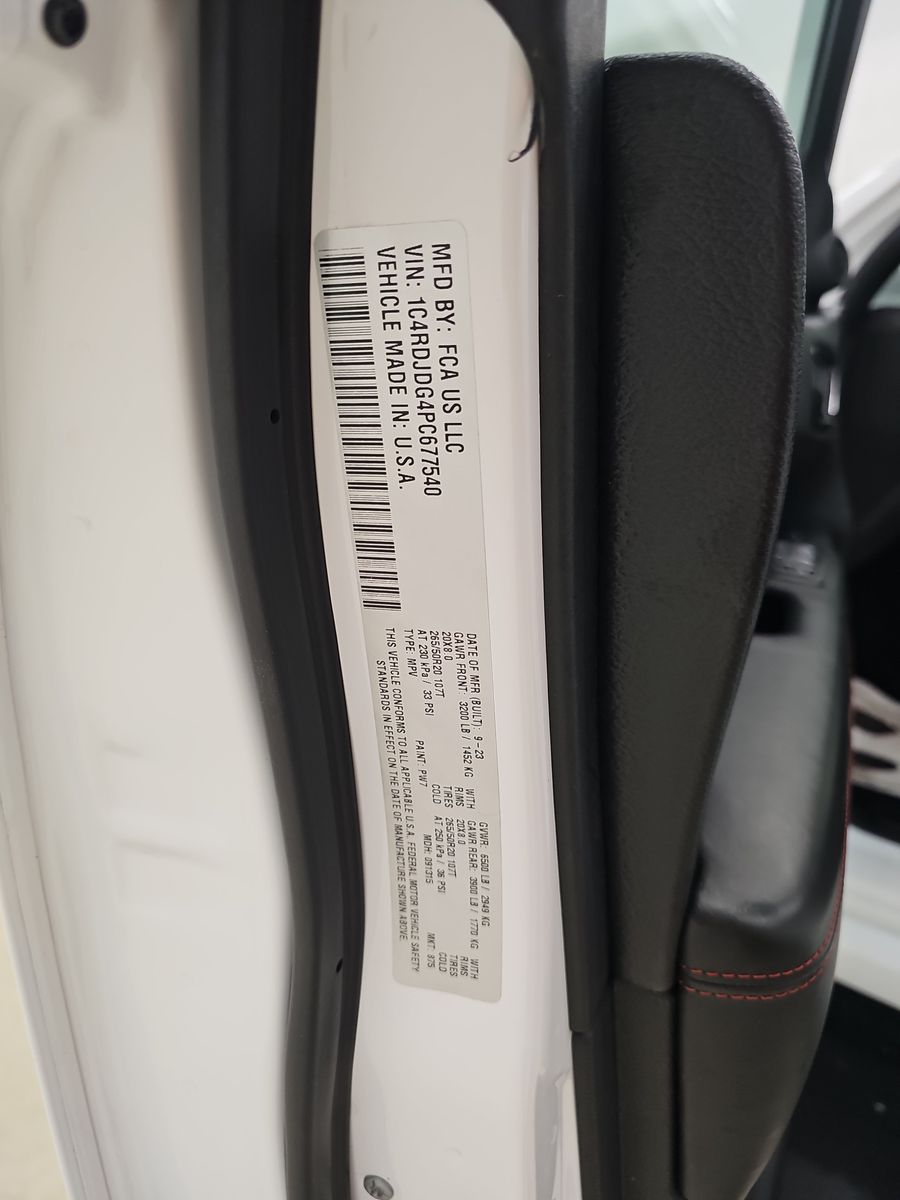 MFD BY: FCA US LLC
VIN: 1C4RDJDG4PC677540
VEHICLE MADE IN: U.S.A.
DATE OF MFR (BUILT): 9-23 GVWR: 6500 LB / 2949 KG
GAWR FRONT: 3200 LB / 1452 KG WITH GAWR REAR: 3900 LB / 1770 KG WITH
20X8.0 RIMS 20X8.0 RIMS
265/50R20 107T TIRES 265/50R20 107T TIRES
AT 230 kPa / 33 PSI COLD AT 250 kPa / 36 PSI COLD
TYPE: MPV PAINT: PW7 MDH: 091315 MKT: 875
THIS VEHICLE CONFORMS TO ALL APPLICABLE U.S.A. FEDERAL MOTOR VEHICLE SAFETY
STANDARDS IN EFFECT ON THE DATE OF MANUFACTURE SHOWN ABOVE.